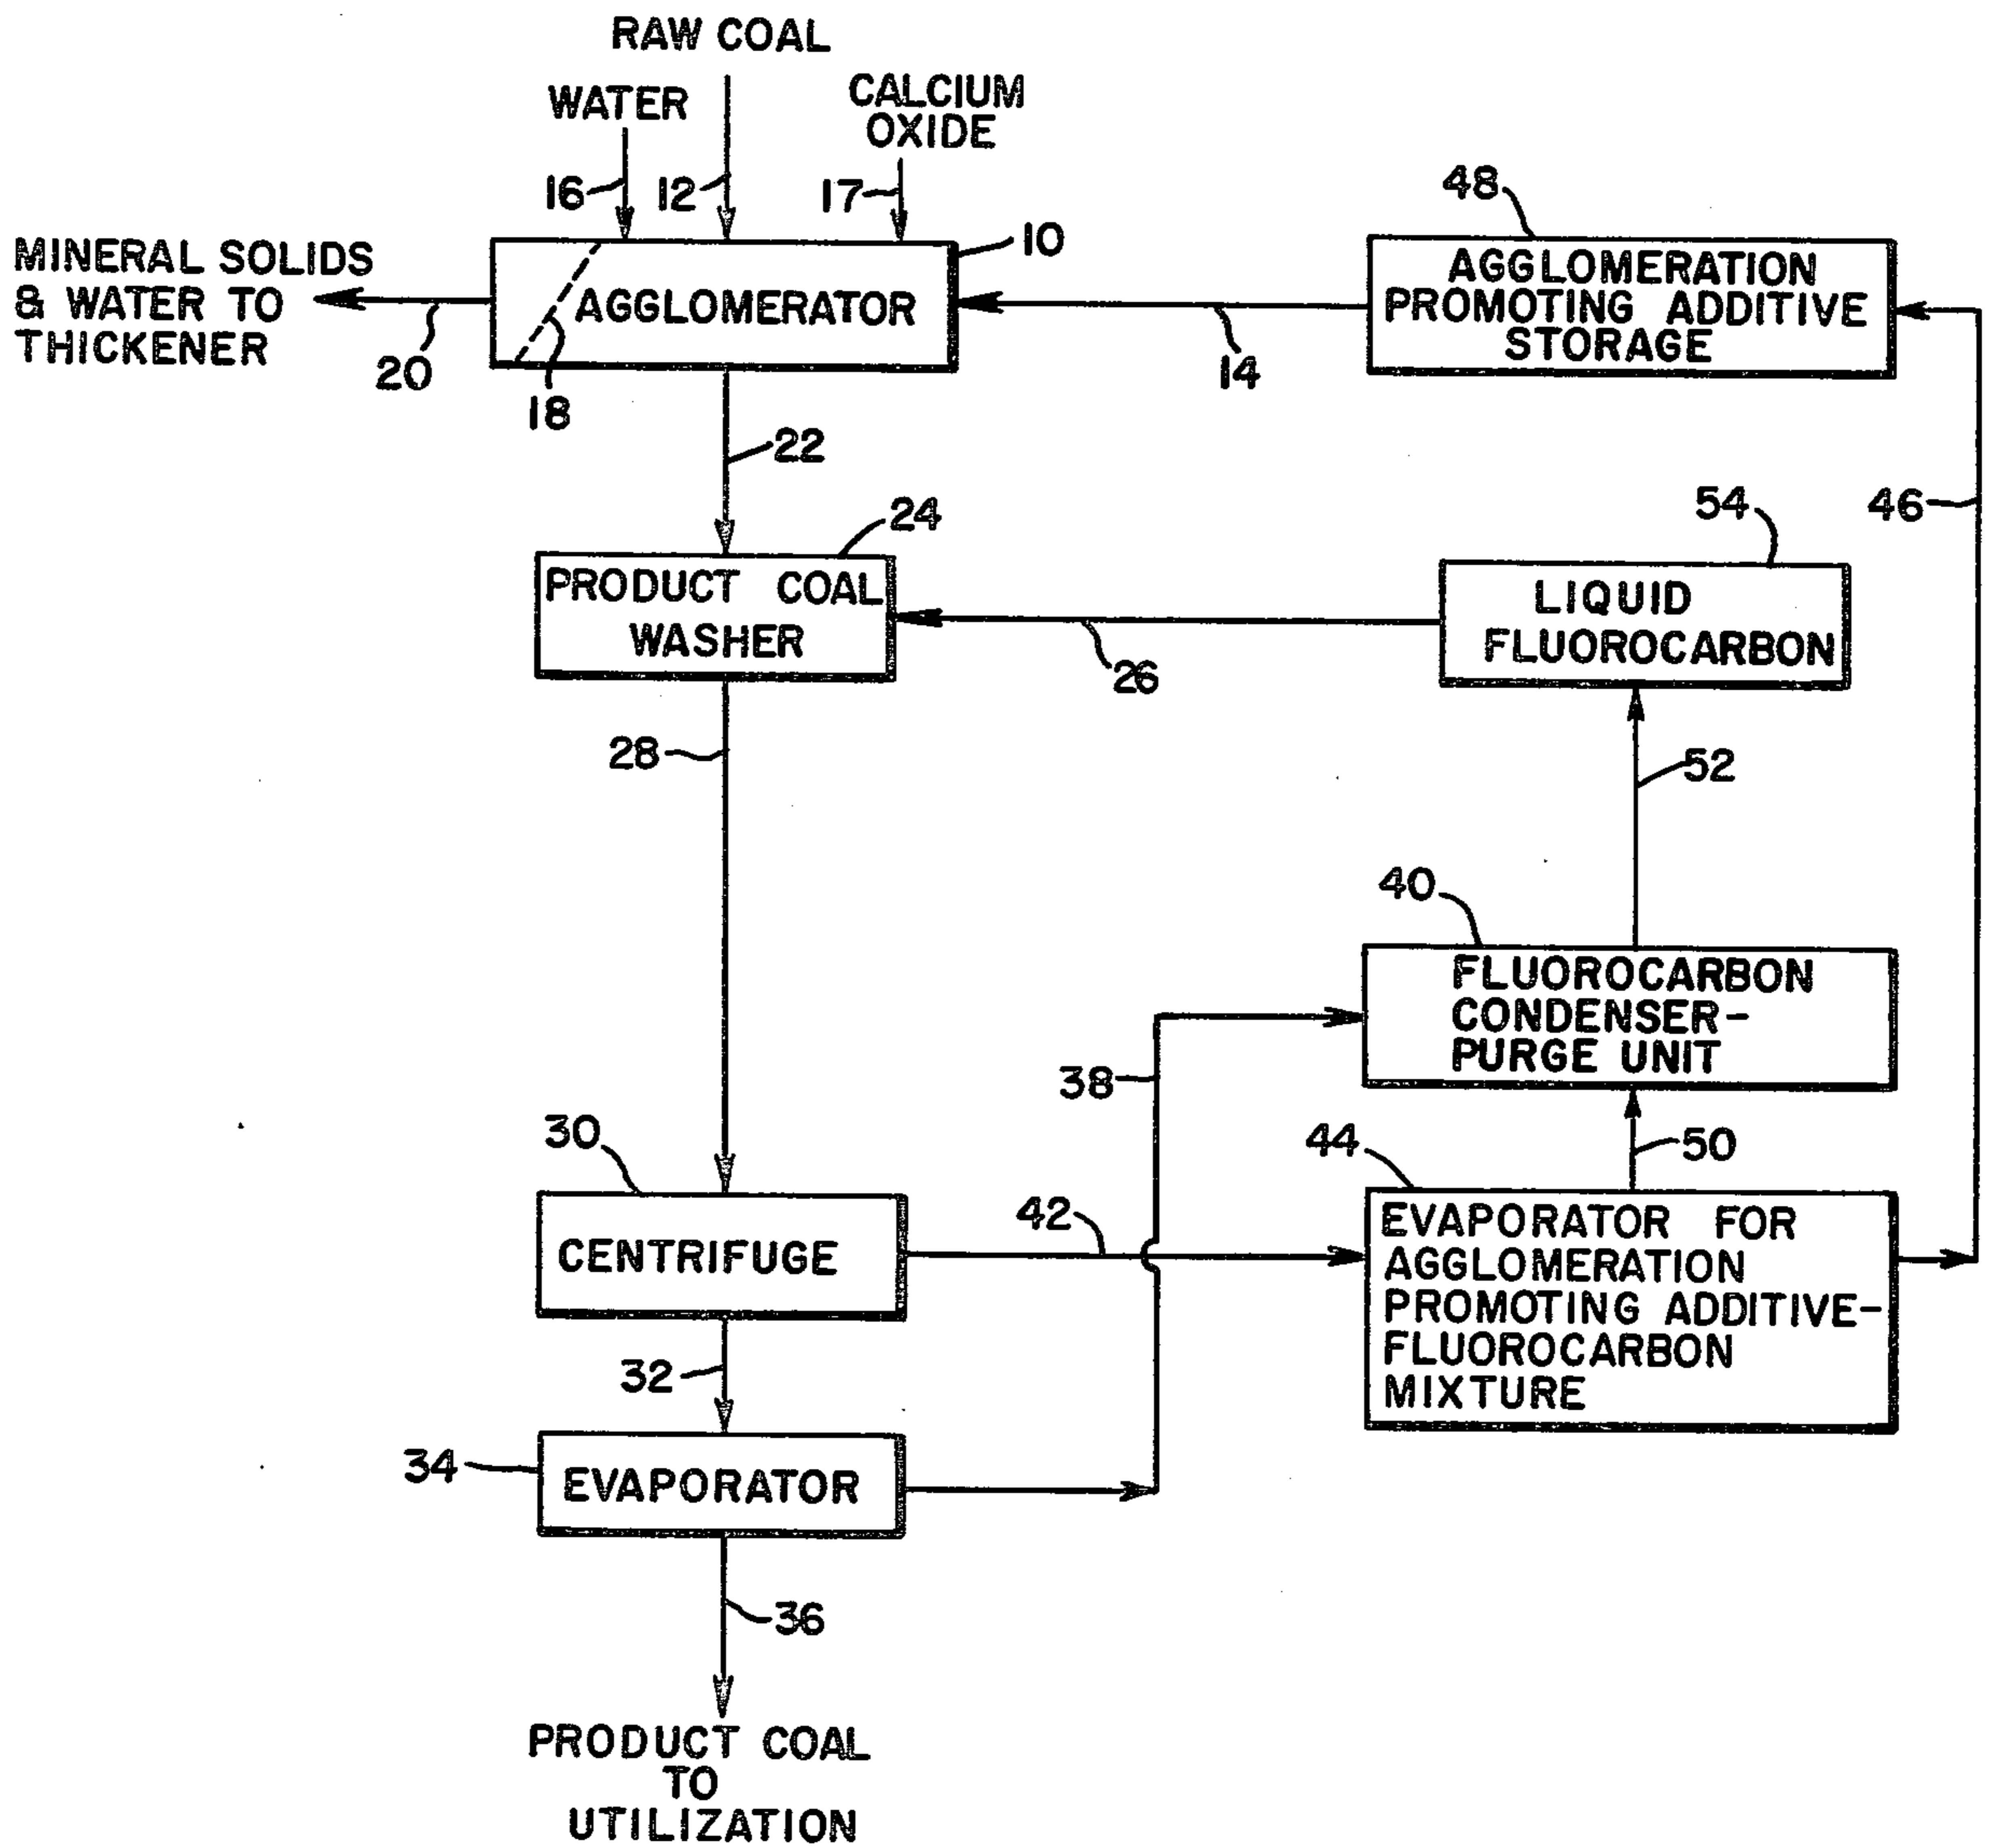 RAW COAL
WATER
CALCIUM
OXIDE
16
12
17
48
10
MINERAL SOLIDS
& WATER TO
THICKENER
AGGLOMERATOR
AGGLOMERATION
PROMOTING ADDITIVE
STORAGE
20
18
14
22
46
24
54
PRODUCT COAL
WASHER
LIQUID
FLUOROCARBON
26
28
52
40
FLUOROCARBON
CONDENSER-
PURGE UNIT
38
30
44
50
42
CENTRIFUGE
EVAPORATOR FOR
AGGLOMERATION
PROMOTING ADDITIVE-
FLUOROCARBON
MIXTURE
32
34
EVAPORATOR
36
PRODUCT COAL
TO
UTILIZATION